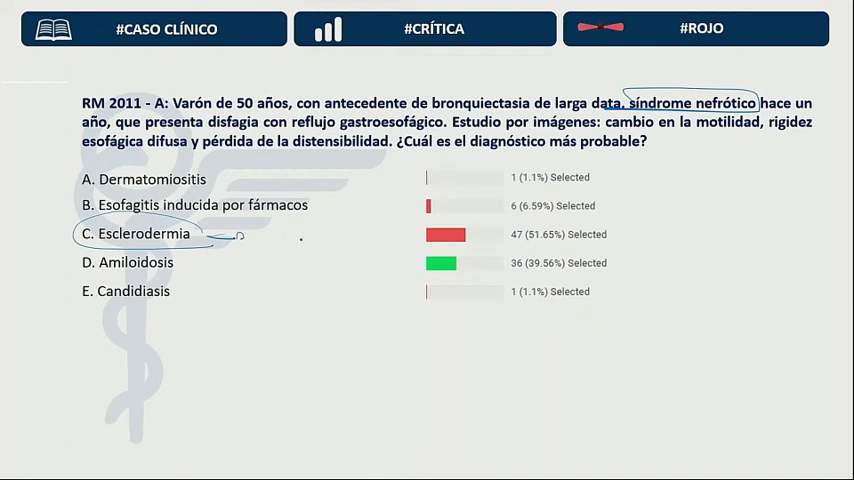 #CASO CLÍNICO
#CRÍTICA
#ROJO
RM 2011 - A: Varón de 50 años, con antecedente de bronquiectasia de larga data, síndrome nefrótico hace un
año, que presenta disfagia con reflujo gastroesofágico. Estudio por imágenes: cambio en la motilidad, rigidez
esofágica difusa y pérdida de la distensibilidad. ¿Cuál es el diagnóstico más probable?
A. Dermatomiositis 1 (1.1%) Selected
B. Esofagitis inducida por fármacos 6 (6.59%) Selected
C. Esclerodermia 47 (51.65%) Selected
D. Amiloidosis 36 (39.56%) Selected
E. Candidiasis 1 (1.1%) Selected